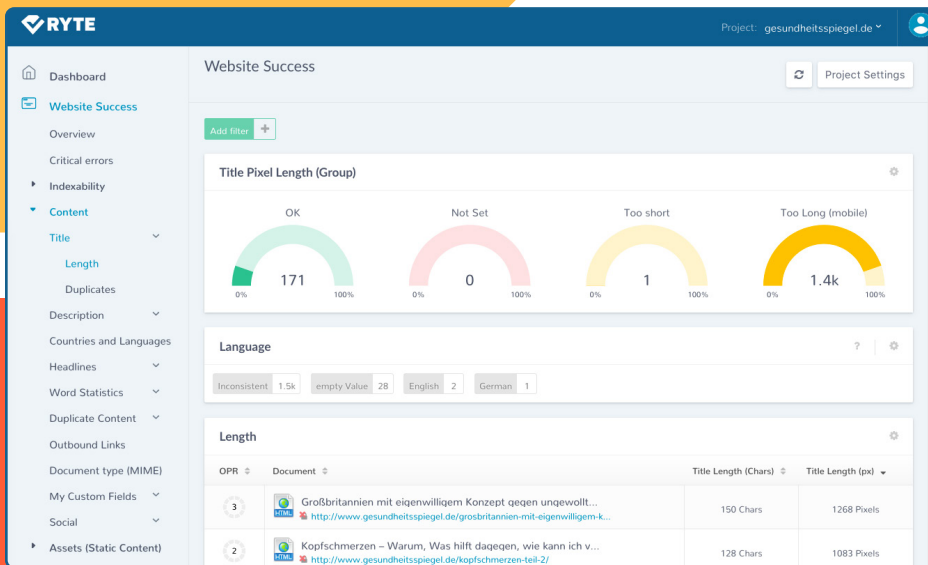 RYTE
Project: gesundheitsspiegel.de
Dashboard
Website Success
Overview
Critical errors
Indexability
Content
Title
Length
Duplicates
Description
Countries and Languages
Headlines
Word Statistics
Duplicate Content
Outbound Links
Document type (MIME)
My Custom Fields
Social
Assets (Static Content)
Website Success
Project Settings
Add filter +
Title Pixel Length (Group)
OK
171
0% 100%
Not Set
0
0% 100%
Too short
1
0% 100%
Too Long (mobile)
1.4k
0% 100%
Language
?
Inconsistent 1.5k empty Value 28 English 2 German 1
Length
OPR Document Title Length (Chars) Title Length (px)
3 HTML Großbritannien mit eigenwilligem Konzept gegen ungewollt... 150 Chars 1268 Pixels
http://www.gesundheitsspiegel.de/grosbritannien-mit-eigenwilligem-k...
2 HTML Kopfschmerzen – Warum, Was hilft dagegen, wie kann ich v... 128 Chars 1083 Pixels
http://www.gesundheitsspiegel.de/kopfschmerzen-teil-2/